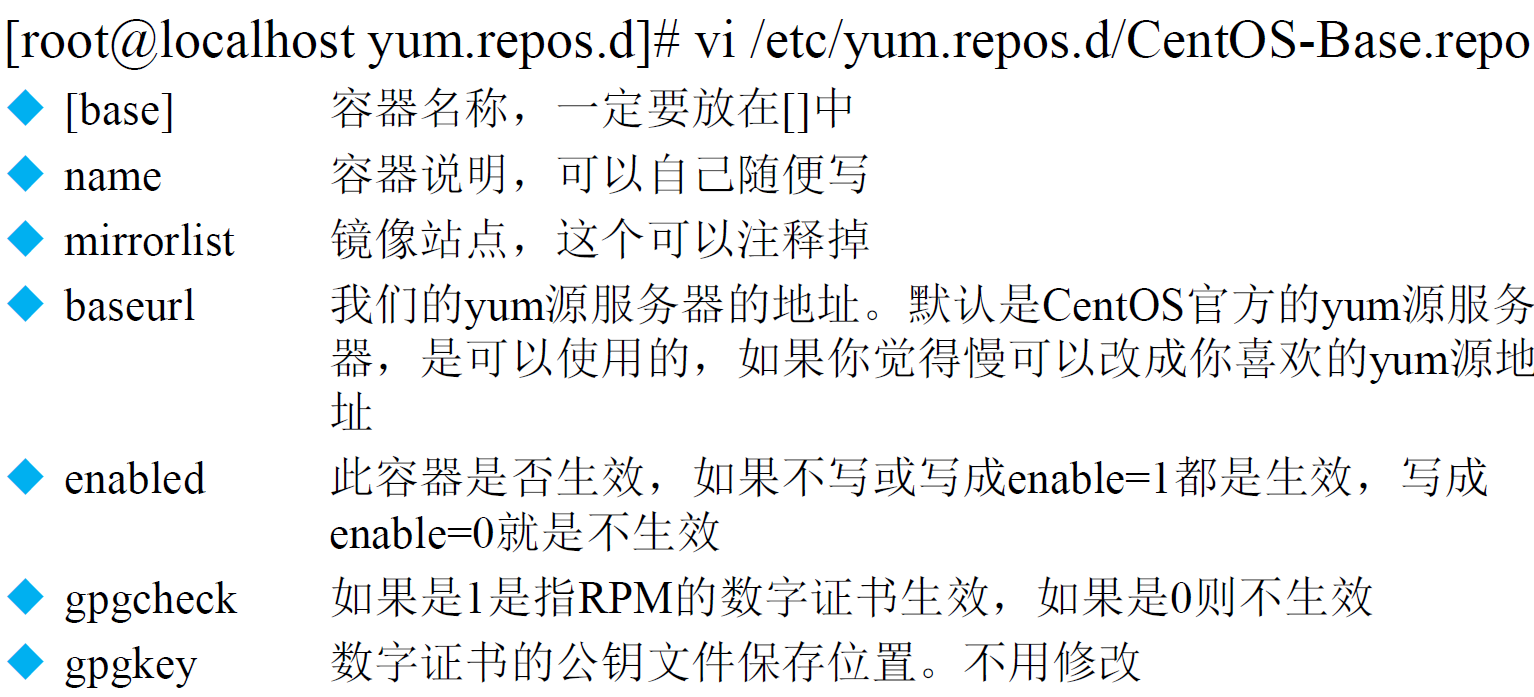 [root@localhost yum.repos.d]# vi /etc/yum.repos.d/CentOS-Base.repo
[base] 容器名称，一定要放在[]中
name 容器说明，可以自己随便写
mirrorlist 镜像站点，这个可以注释掉
baseurl 我们的yum源服务器的地址。默认是CentOS官方的yum源服务
器，是可以使用的，如果你觉得慢可以改成你喜欢的yum源地
址
enabled 此容器是否生效，如果不写或写成enable=1都是生效，写成
enable=0就是不生效
gpgcheck 如果是1是指RPM的数字证书生效，如果是0则不生效
gpgkey 数字证书的公钥文件保存位置。不用修改